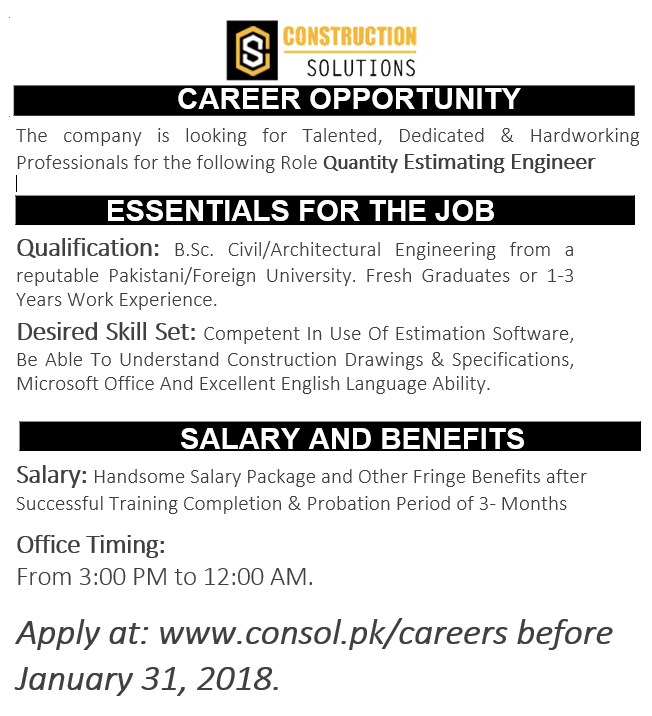 CONSTRUCTION
SOLUTIONS
CAREER OPPORTUNITY
The company is looking for Talented, Dedicated & Hardworking
Professionals for the following Role Quantity Estimating Engineer
ESSENTIALS FOR THE JOB
Qualification: B.Sc. Civil/Architectural Engineering from a
reputable Pakistani/Foreign University. Fresh Graduates or 1-3
Years Work Experience.
Desired Skill Set: Competent In Use Of Estimation Software,
Be Able To Understand Construction Drawings & Specifications,
Microsoft Office And Excellent English Language Ability.
SALARY AND BENEFITS
Salary: Handsome Salary Package and Other Fringe Benefits after
Successful Training Completion & Probation Period of 3- Months
Office Timing:
From 3:00 PM to 12:00 AM.
Apply at: www.consol.pk/careers before
January 31, 2018.